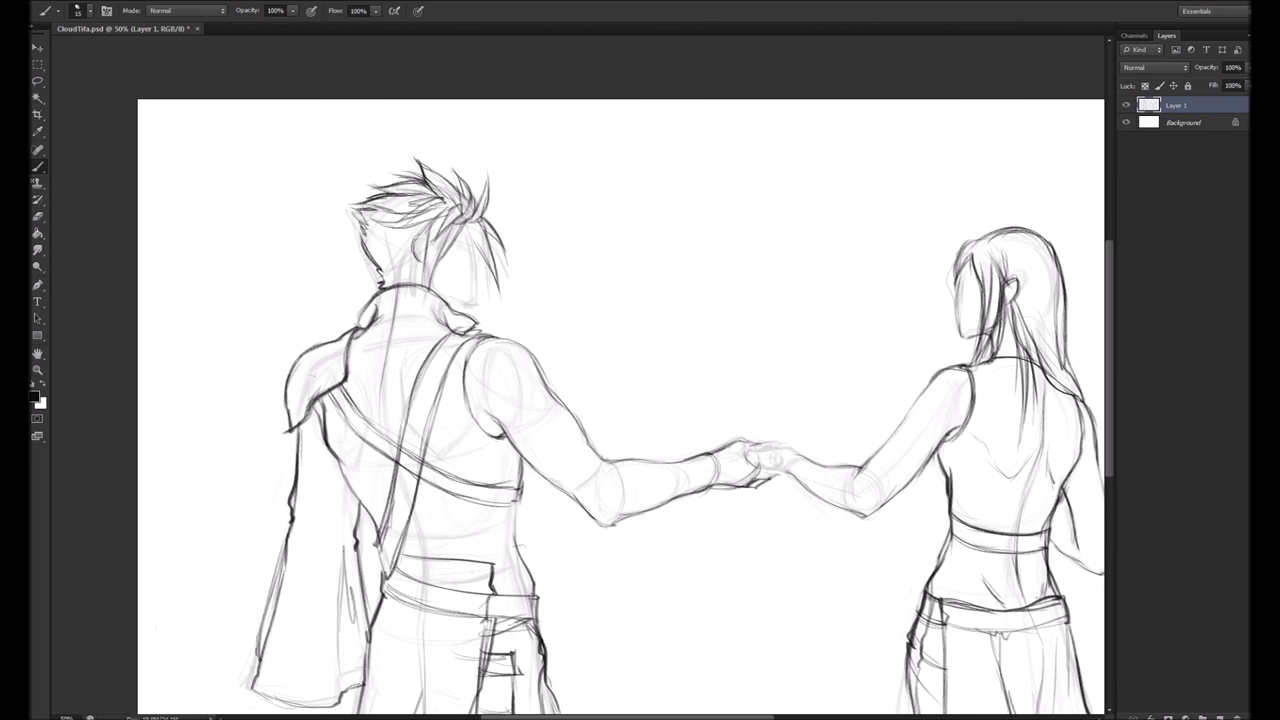 15 Mode: Normal Opacity: 100% Flow: 100% Essentials
CloudTifa.psd @ 50% (Layer 1, RGB/8) * ×
Channels Layers
Kind
Normal Opacity: 100%
Lock: Fill: 100%
Layer 1
Background